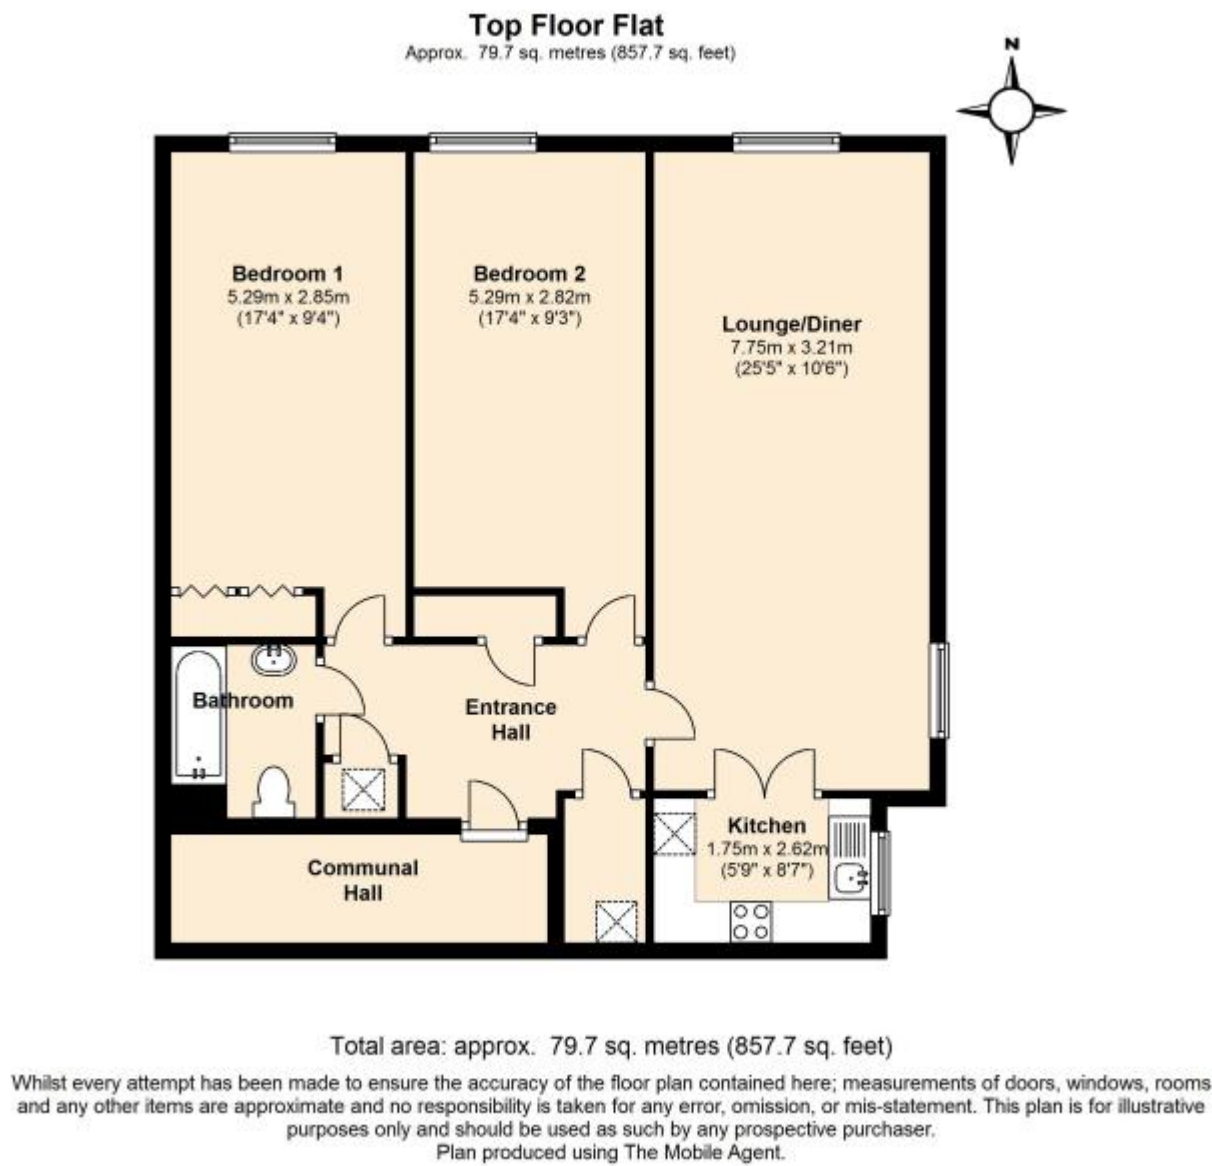 Top Floor Flat
Approx. 79.7 sq. metres (857.7 sq. feet)
N
Bedroom 1
5.29m x 2.85m
(17'4" x 9'4")
Bedroom 2
5.29m x 2.82m
(17'4" x 9'3")
Lounge/Diner
7.75m x 3.21m
(25'5" x 10'6")
Bathroom
Entrance
Hall
Kitchen
1.75m x 2.62m
(5'9" x 8'7")
Communal
Hall
Total area: approx. 79.7 sq. metres (857.7 sq. feet)
Whilst every attempt has been made to ensure the accuracy of the floor plan contained here; measurements of doors, windows, rooms
and any other items are approximate and no responsibility is taken for any error, omission, or mis-statement. This plan is for illustrative
purposes only and should be used as such by any prospective purchaser.
Plan produced using The Mobile Agent.